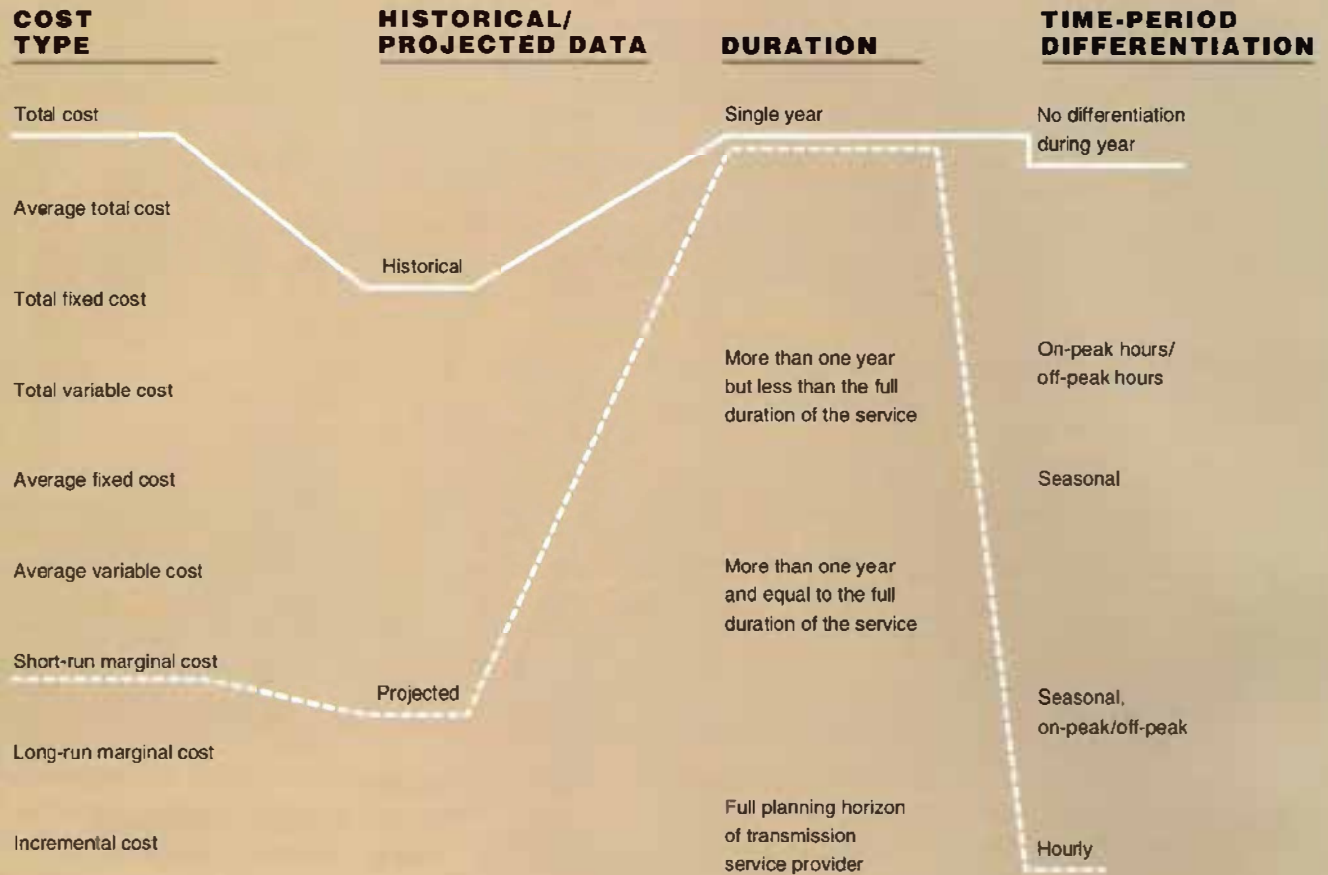 COST
TYPE
Total cost
Average total cost
Total fixed cost
Total variable cost
Average fixed cost
Average variable cost
Short-run marginal cost
Long-run marginal cost
Incremental cost
HISTORICAL/
PROJECTED DATA
Historical
Projected
DURATION
Single year
More than one year
but less than the full
duration of the service
More than one year
and equal to the full
duration of the service
Full planning horizon
of transmission
service provider
TIME-PERIOD
DIFFERENTIATION
No differentiation
during year
On-peak hours/
off-peak hours
Seasonal
Seasonal,
on-peak/off-peak
Hourly